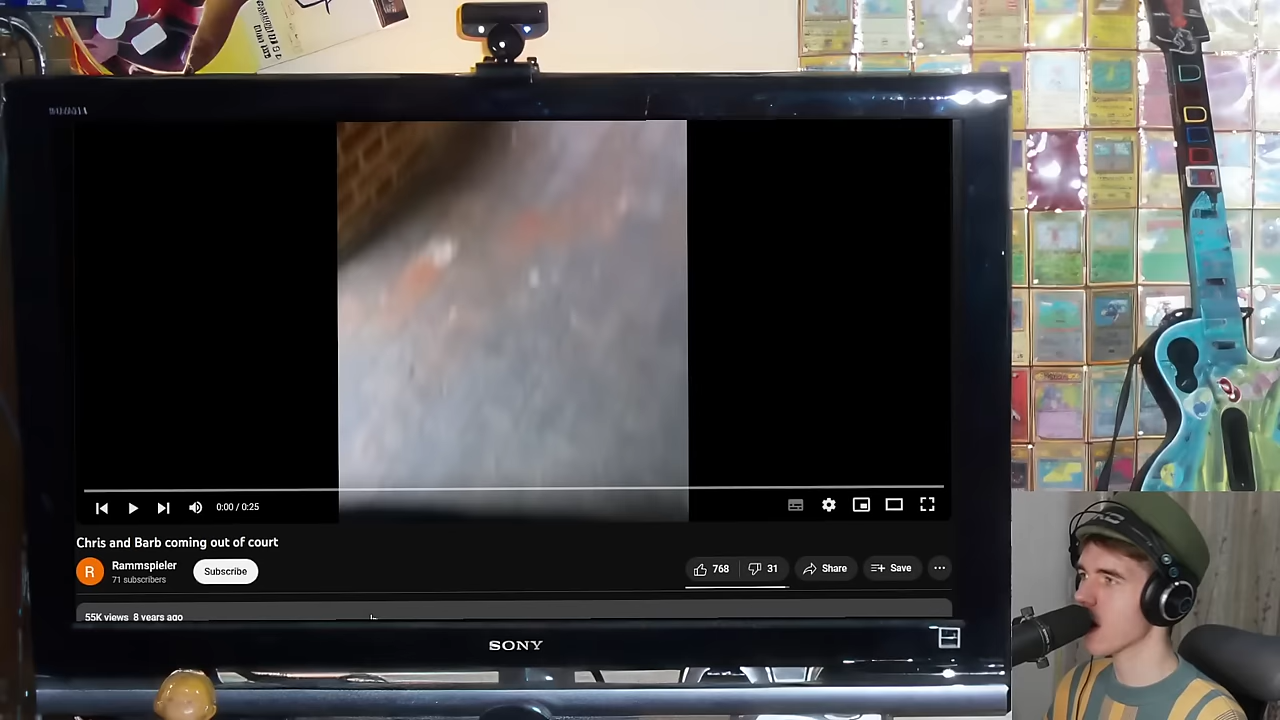 0:00 / 0:25
Chris and Barb coming out of court
R
Rammspieler
71 subscribers
Subscribe
768
31
Share
Save
55K views 8 years ago
SONY